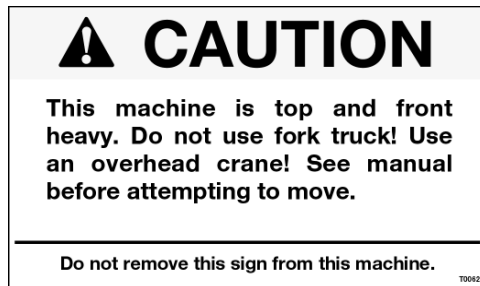 CAUTION
This machine is top and front
heavy. Do not use fork truck! Use
an overhead crane! See manual
before attempting to move.
Do not remove this sign from this machine.
T0062